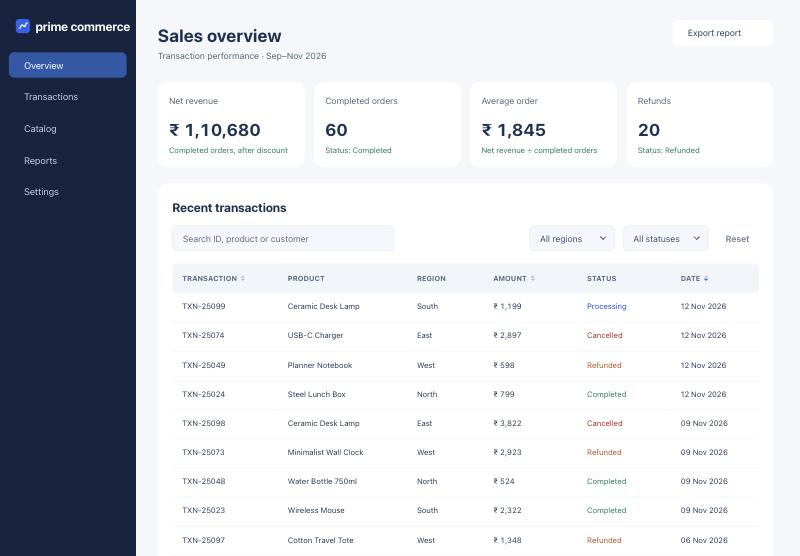 prime commerce
Overview
Transactions
Catalog
Reports
Settings
Sales overview
Transaction performance · Sep–Nov 2026
Export report
Net revenue
₹ 1,10,680
Completed orders, after discount
Completed orders
60
Status: Completed
Average order
₹ 1,845
Net revenue ÷ completed orders
Refunds
20
Status: Refunded
Recent transactions
Search ID, product or customer
All regions
All statuses
Reset
TRANSACTION PRODUCT REGION AMOUNT STATUS DATE
TXN-25099 Ceramic Desk Lamp South ₹ 1,199 Processing 12 Nov 2026
TXN-25074 USB-C Charger East ₹ 2,897 Cancelled 12 Nov 2026
TXN-25049 Planner Notebook West ₹ 598 Refunded 12 Nov 2026
TXN-25024 Steel Lunch Box North ₹ 799 Completed 12 Nov 2026
TXN-25098 Ceramic Desk Lamp East ₹ 3,822 Cancelled 09 Nov 2026
TXN-25073 Minimalist Wall Clock West ₹ 2,923 Refunded 09 Nov 2026
TXN-25048 Water Bottle 750ml North ₹ 524 Completed 09 Nov 2026
TXN-25023 Wireless Mouse South ₹ 2,322 Completed 09 Nov 2026
TXN-25097 Cotton Travel Tote West ₹ 1,348 Refunded 06 Nov 2026